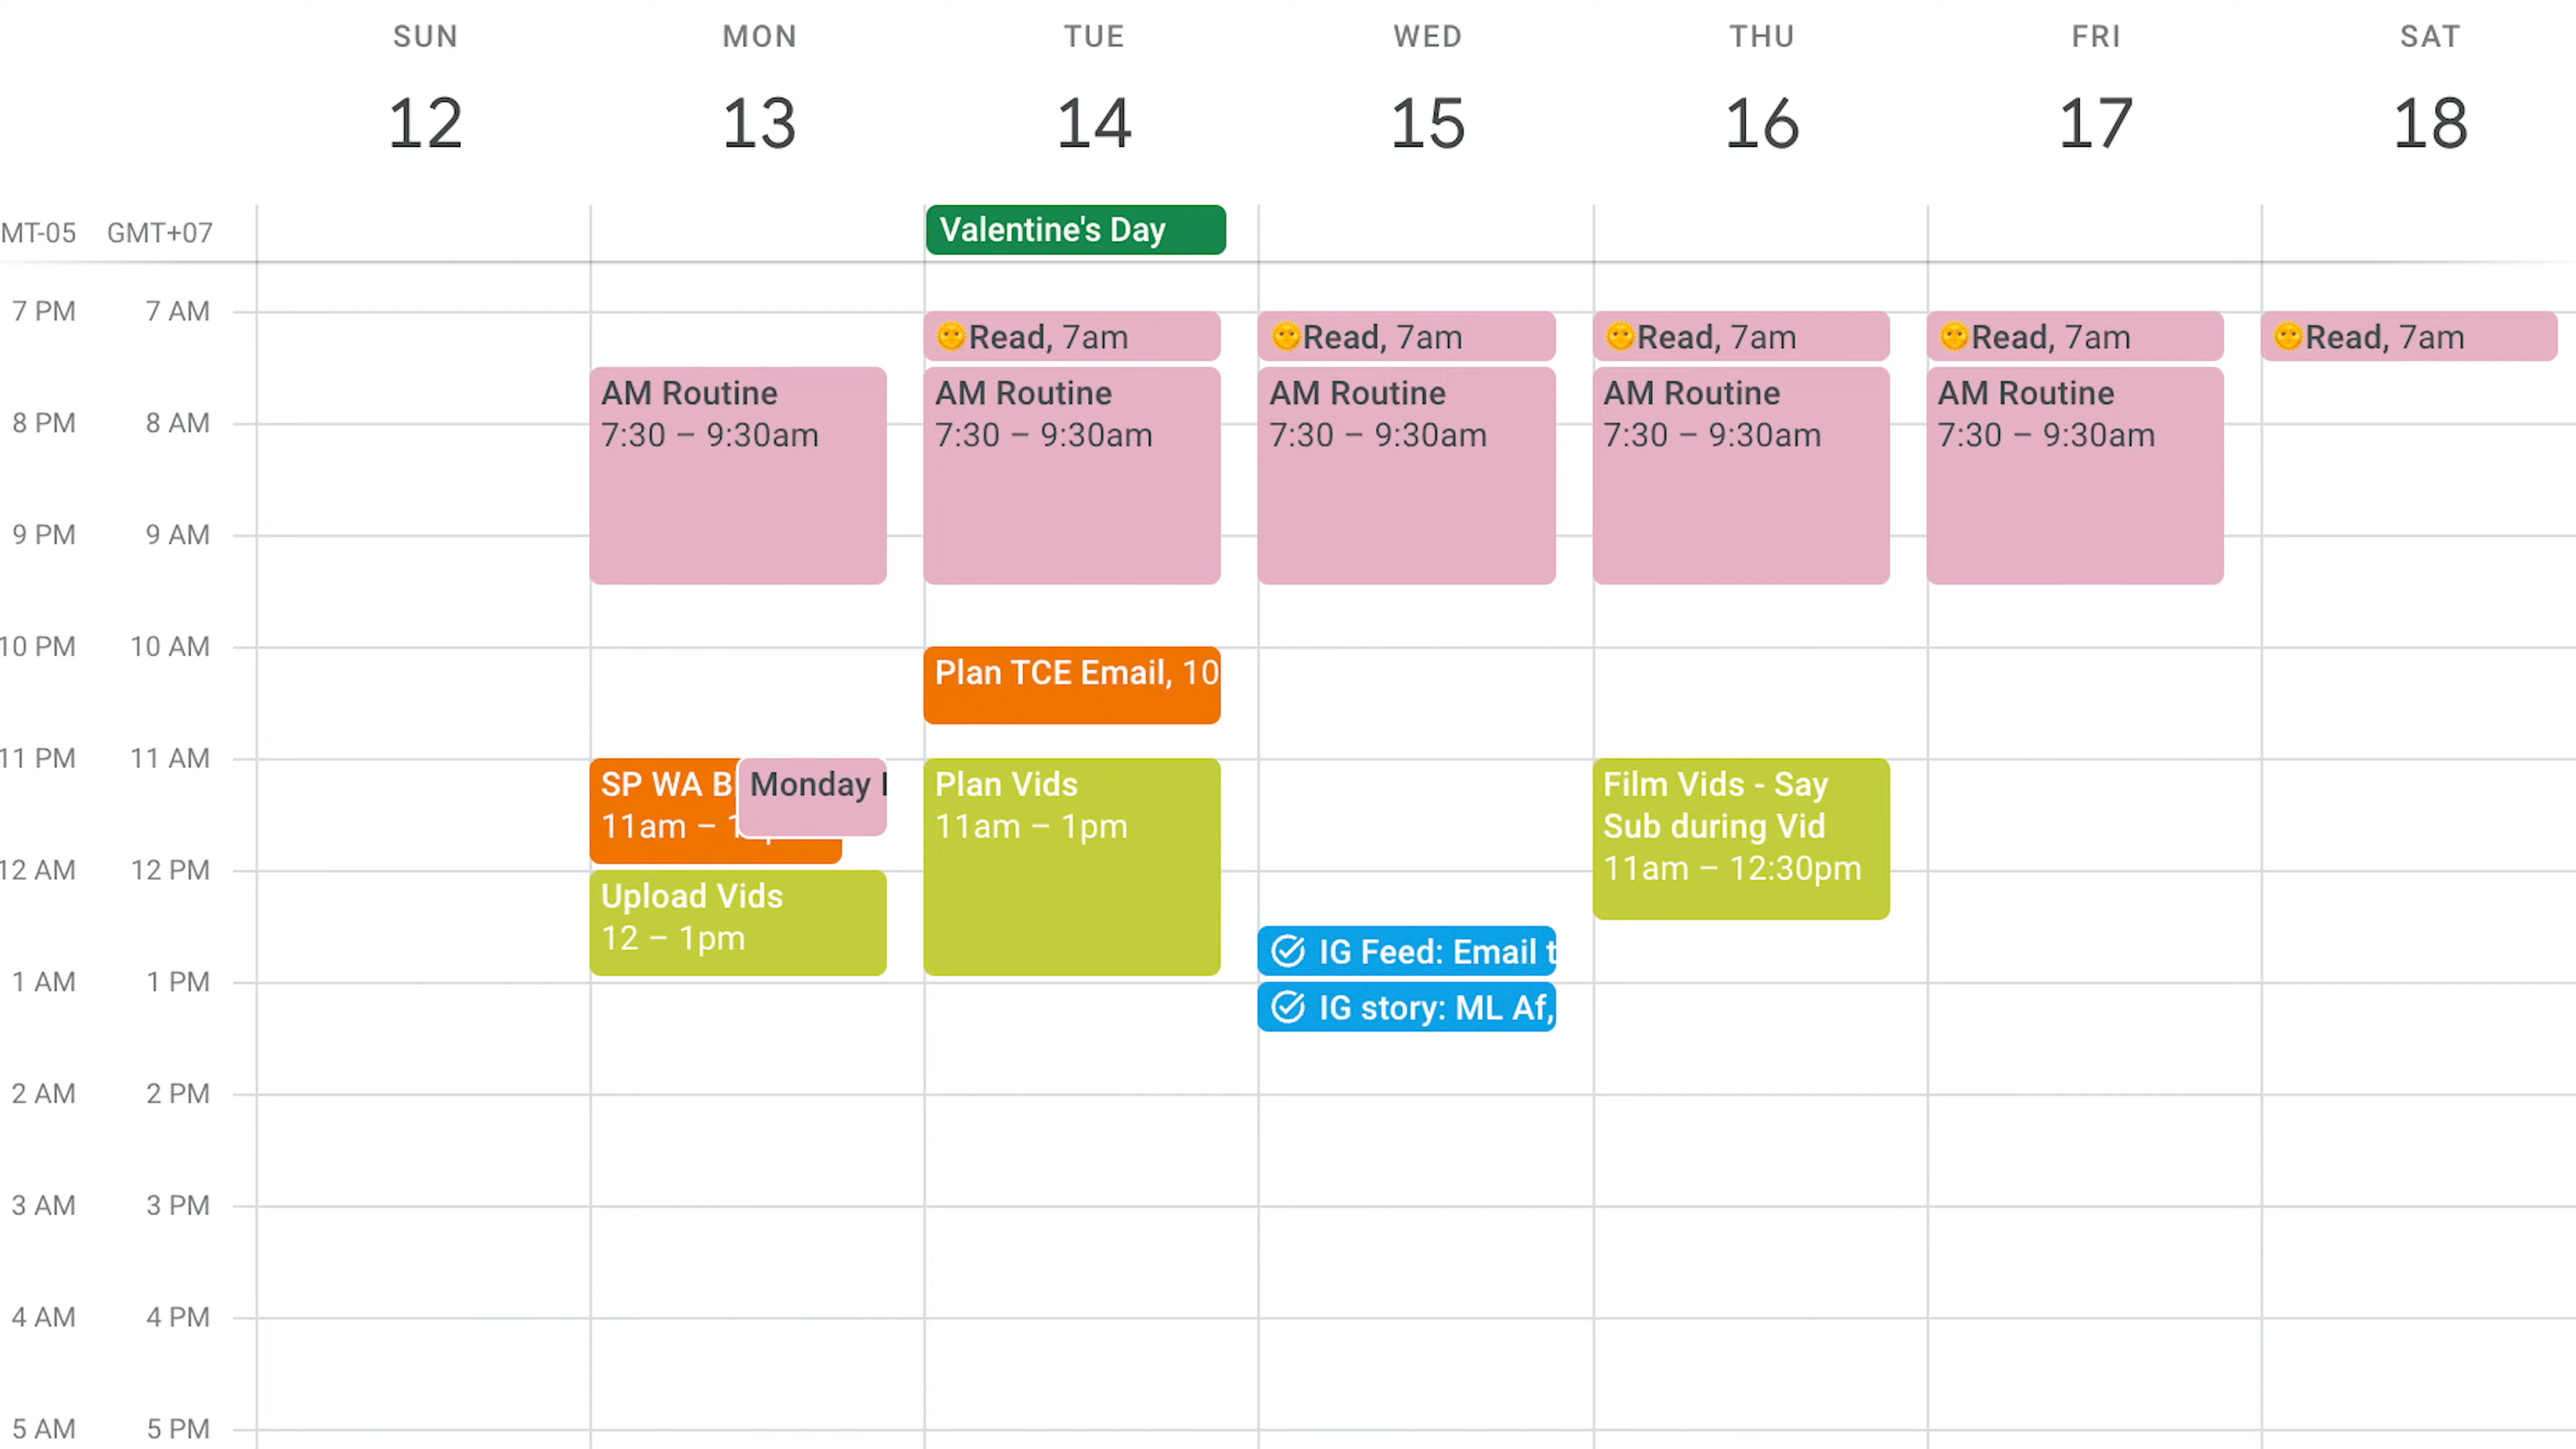 SUN MON TUE WED THU FRI SAT
12 13 14 15 16 17 18
MT-05 GMT+07
Valentine's Day
7 PM 7 AM
Read, 7am
Read, 7am
Read, 7am
Read, 7am
Read, 7am
AM Routine
7:30 – 9:30am
AM Routine
7:30 – 9:30am
AM Routine
7:30 – 9:30am
AM Routine
7:30 – 9:30am
AM Routine
7:30 – 9:30am
8 PM 8 AM
9 PM 9 AM
10 PM 10 AM
Plan TCE Email, 10
11 PM 11 AM
SP WA B
11am –
Monday
Plan Vids
11am – 1pm
Film Vids - Say
Sub during Vid
11am – 12:30pm
12 AM 12 PM
Upload Vids
12 – 1pm
IG Feed: Email t
1 AM 1 PM
IG story: ML Af,
2 AM 2 PM
3 AM 3 PM
4 AM 4 PM
5 AM 5 PM